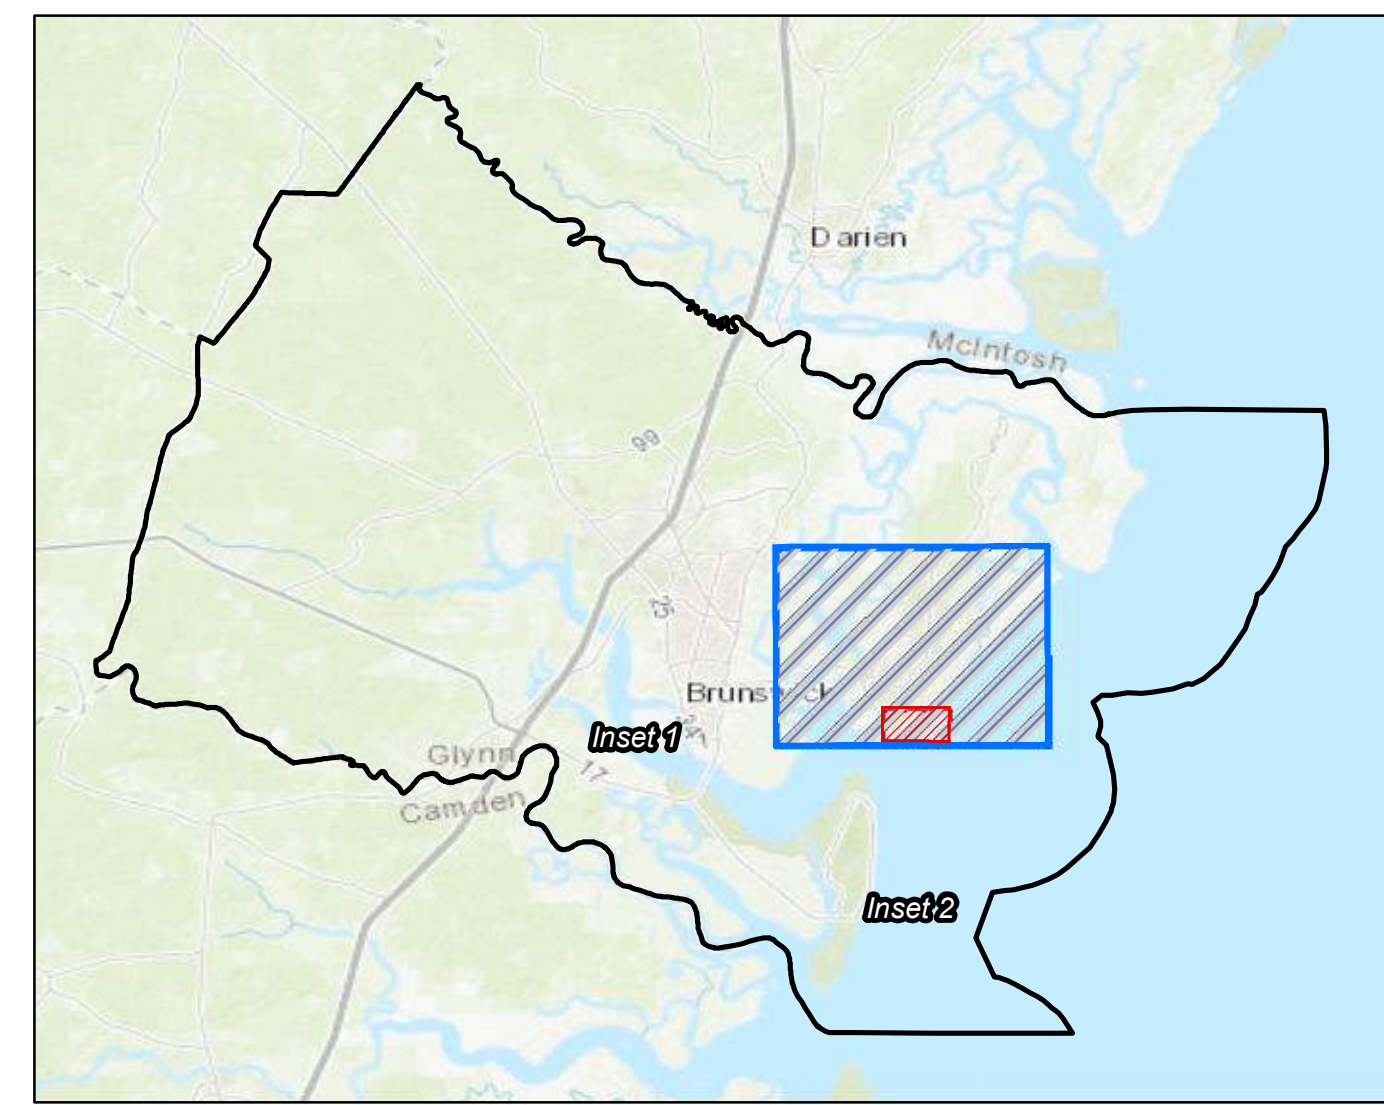 Darien
McIntosh
99
25
Brunswick
Inset 1
Glynn
17
Camden
Inset 2